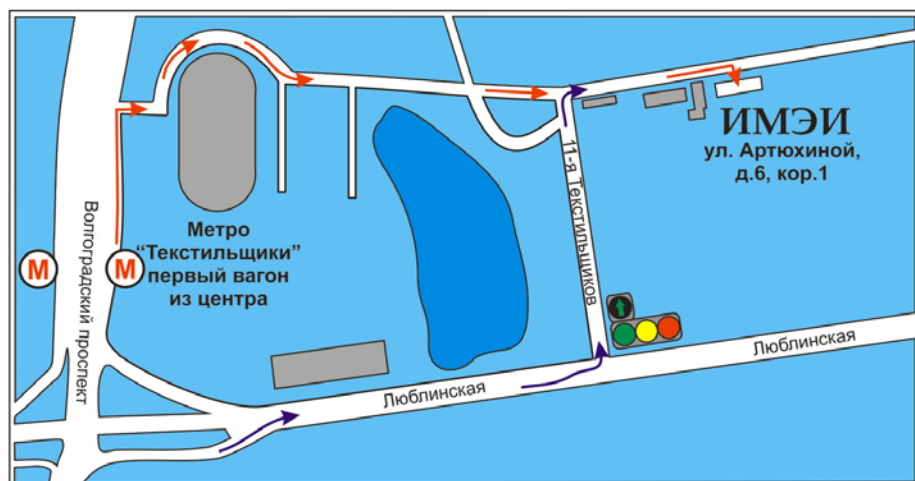 ИМЭИ
ул. Артюхиной,
д.6, кор.1
11-я Текстильщиков
Волгоградский проспект
М
М
Метро
“Текстильщики”
первый вагон
из центра
Люблинская
Люблинская